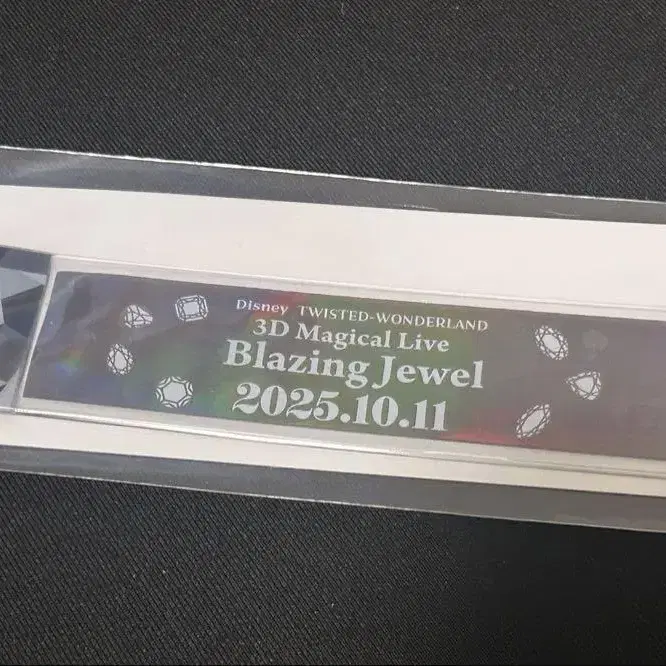 Disney TWISTED-WONDERLAND
3D Magical Live
Blazing Jewel
2025.10.11